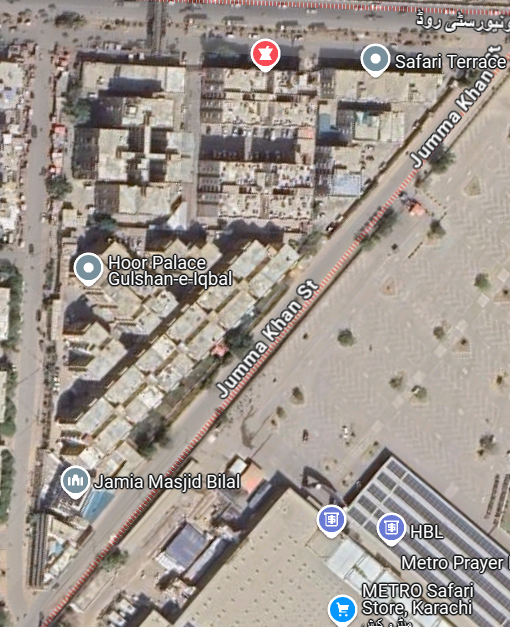 یونیورسٹی روڈ
Safari Terrace
Jumma Khan St
Hoor Palace
Gulshan-e-Iqbal
Jumma Khan St
Jamia Masjid Bilal
HBL
Metro Prayer
METRO Safari
Store, Karachi